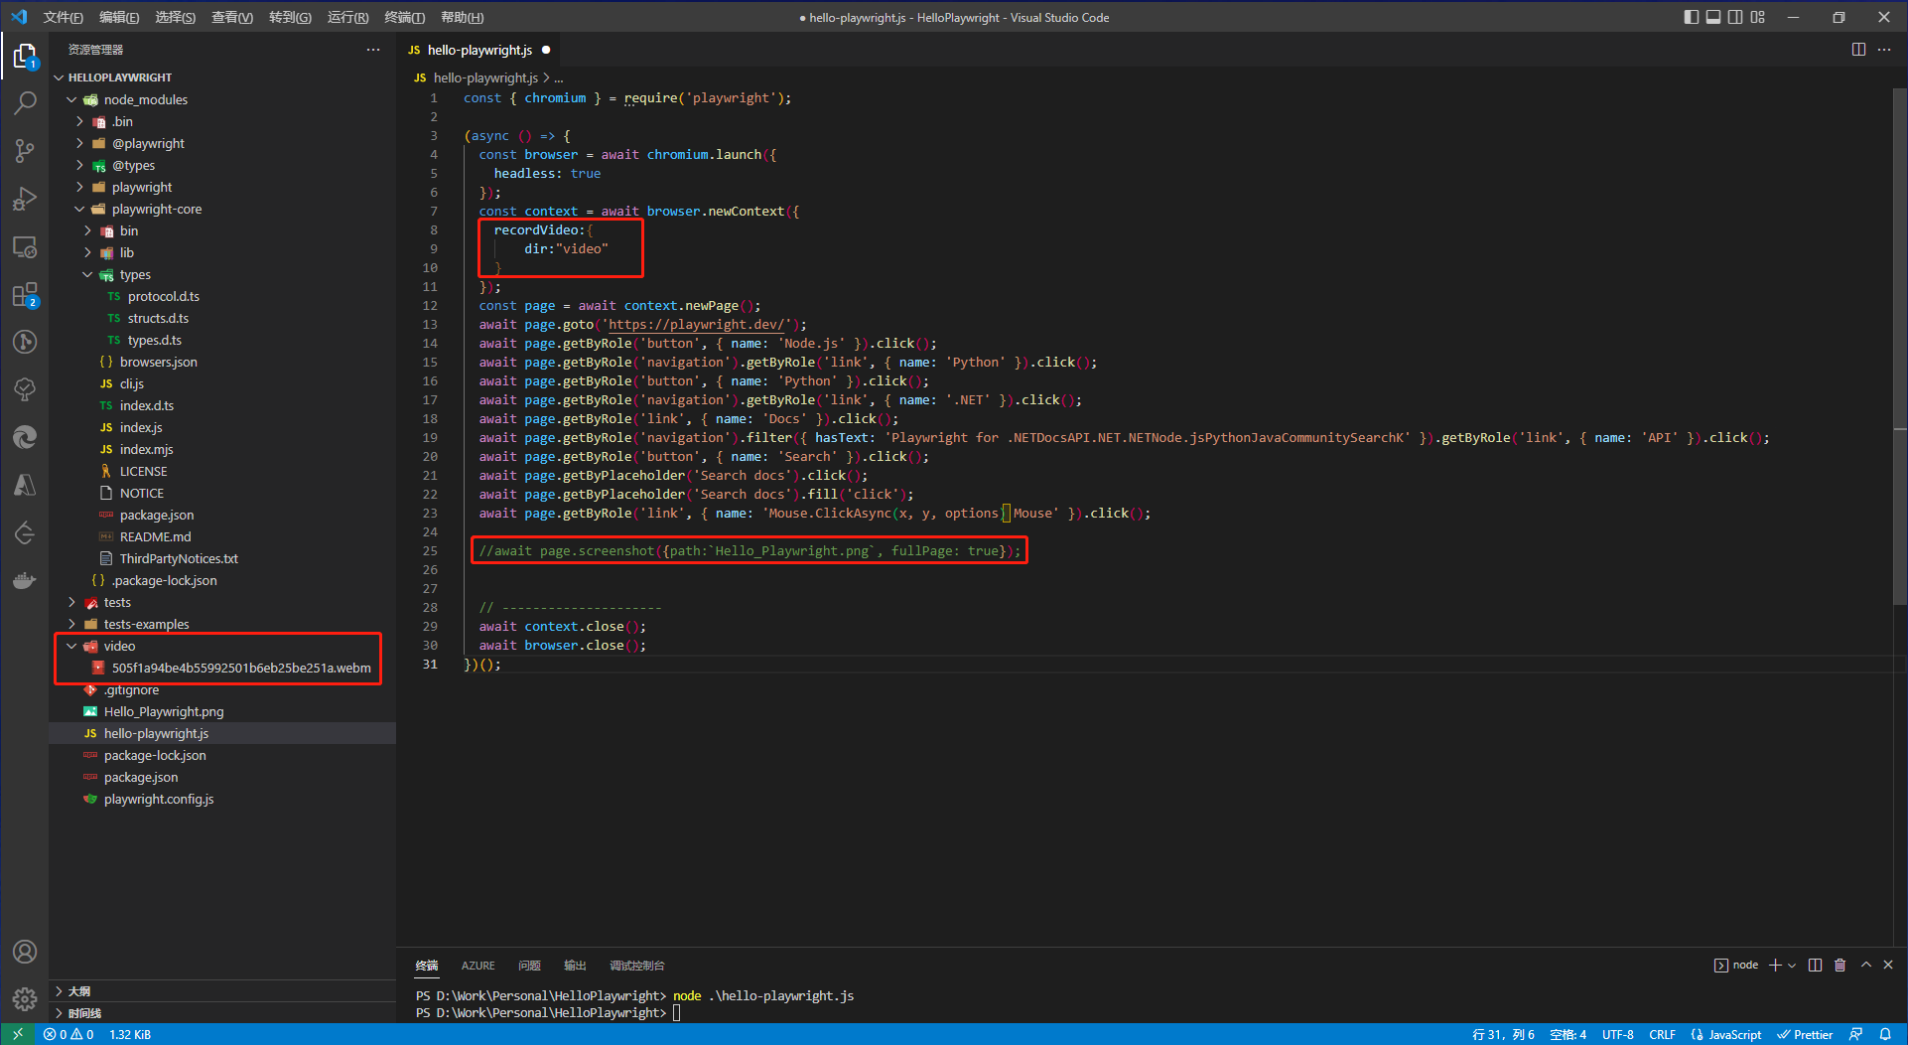 文件(F) 编辑(E) 选择(S) 查看(V) 转到(G) 运行(R) 终端(T) 帮助(H)
● hello-playwright.js - HelloPlaywright - Visual Studio Code
资源管理器
HELLOPLAYWRIGHT
node_modules
.bin
@playwright
@types
playwright
playwright-core
bin
lib
types
TS protocol.d.ts
TS structs.d.ts
TS types.d.ts
{} browsers.json
JS cli.js
TS index.d.ts
JS index.js
JS index.mjs
LICENSE
NOTICE
package.json
README.md
ThirdPartyNotices.txt
{} .package-lock.json
tests
tests-examples
video
505f1a94be4b55992501b6eb25be251a.webm
.gitignore
Hello_Playwright.png
JS hello-playwright.js
package-lock.json
package.json
playwright.config.js
大纲
时间线
1
2
JS hello-playwright.js ●
JS hello-playwright.js > ...
1 const { chromium } = require('playwright');
2
3 (async () => {
4 const browser = await chromium.launch({
5 headless: true
6 });
7 const context = await browser.newContext({
8 recordVideo:{
9 dir:"video"
10 }
11 });
12 const page = await context.newPage();
13 await page.goto('https://playwright.dev/');
14 await page.getByRole('button', { name: 'Node.js' }).click();
15 await page.getByRole('navigation').getByRole('link', { name: 'Python' }).click();
16 await page.getByRole('button', { name: 'Python' }).click();
17 await page.getByRole('navigation').getByRole('link', { name: '.NET' }).click();
18 await page.getByRole('link', { name: 'Docs' }).click();
19 await page.getByRole('navigation').filter({ hasText: 'Playwright for .NETDocsAPI.NET.NETNode.jsPythonJavaCommunitySearchK' }).getByRole('link', { name: 'API' }).click();
20 await page.getByRole('button', { name: 'Search' }).click();
21 await page.getByPlaceholder('Search docs').click();
22 await page.getByPlaceholder('Search docs').fill('click');
23 await page.getByRole('link', { name: 'Mouse.ClickAsync(x, y, options) Mouse' }).click();
24
25 //await page.screenshot({path:`Hello_Playwright.png`, fullPage: true});
26
27
28 // ---------------------
29 await context.close();
30 await browser.close();
31 })();
终端 AZURE 问题 输出 调试控制台
node
PS D:\Work\Personal\HelloPlaywright> node .\hello-playwright.js
PS D:\Work\Personal\HelloPlaywright>
0 0 1.32 KiB
行 31，列 6 空格: 4 UTF-8 CRLF JavaScript Prettier